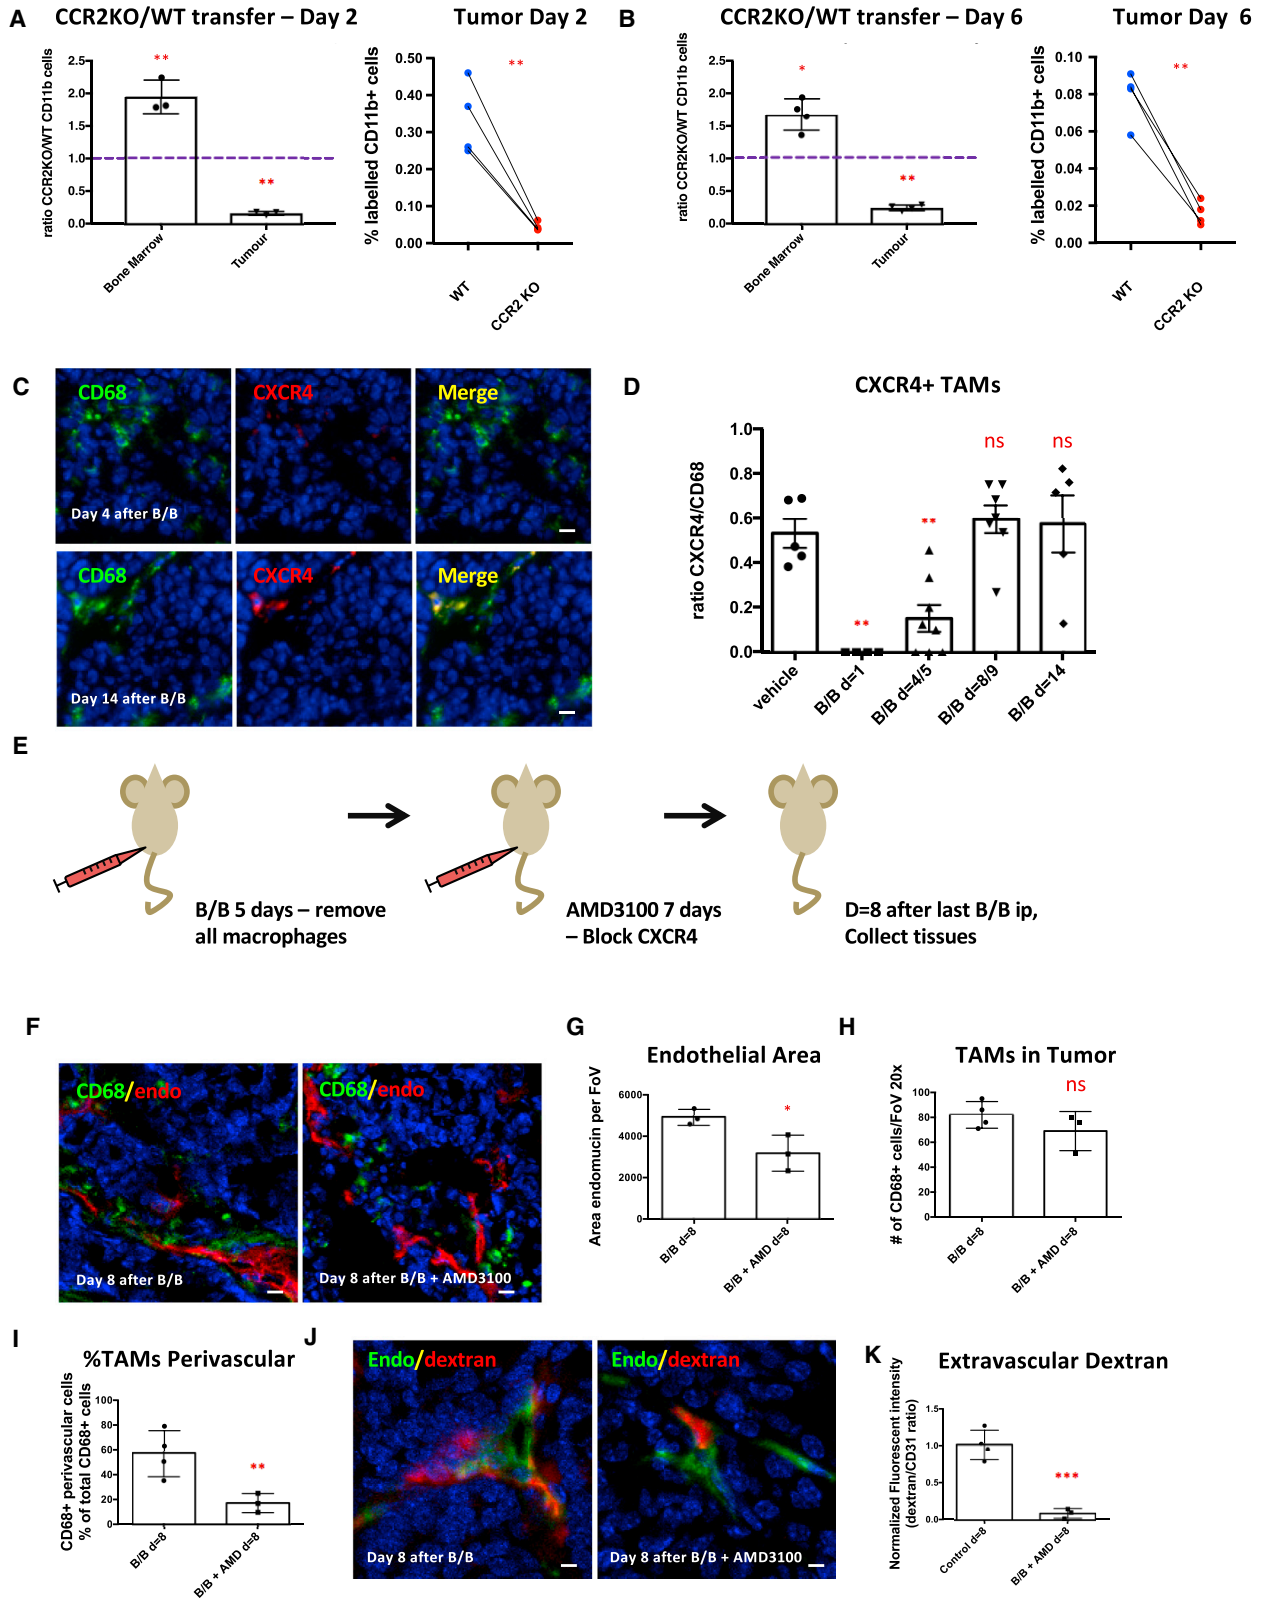 A
CCR2KO/WT transfer – Day 2
ratio CCR2KO/WT CD11b cells
2.5
2.0
1.5
1.0
0.5
0.0
**
**
Bone Marrow
Tumour
Tumor Day 2
% labelled CD11b+ cells
0.50
0.40
0.30
0.20
0.10
0.00
**
WT
CCR2 KO
B
CCR2KO/WT transfer – Day 6
ratio CCR2KO/WT CD11b cells
2.5
2.0
1.5
1.0
0.5
0.0
*
**
Bone Marrow
Tumour
Tumor Day 6
% labelled CD11b+ cells
0.10
0.08
0.06
0.04
0.02
0.00
**
WT
CCR2 KO
C
CD68
CXCR4
Merge
Day 4 after B/B
CD68
CXCR4
Merge
Day 14 after B/B
D
CXCR4+ TAMs
ratio CXCR4/CD68
1.0
0.8
0.6
0.4
0.2
0.0
**
**
ns
ns
vehicle
B/B d=1
B/B d=4/5
B/B d=8/9
B/B d=14
E
B/B 5 days – remove
all macrophages
AMD3100 7 days
– Block CXCR4
D=8 after last B/B ip,
Collect tissues
F
CD68/endo
Day 8 after B/B
CD68/endo
Day 8 after B/B + AMD3100
G
Endothelial Area
Area endomucin per FoV
6000
4000
2000
0
*
B/B d=8
B/B + AMD d=8
H
TAMs in Tumor
# of CD68+ cells/FoV 20x
100
80
60
40
20
0
ns
B/B d=8
B/B + AMD d=8
I
%TAMs Perivascular
CD68+ perivascular cells
% of total CD68+ cells
100
80
60
40
20
0
**
B/B d=8
B/B + AMD d=8
J
Endo/dextran
Day 8 after B/B
Endo/dextran
Day 8 after B/B + AMD3100
K
Extravascular Dextran
Normalized Fluorescent intensity
(dextran/CD31 ratio)
1.5
1.0
0.5
0.0
***
Control d=8
B/B + AMD d=8